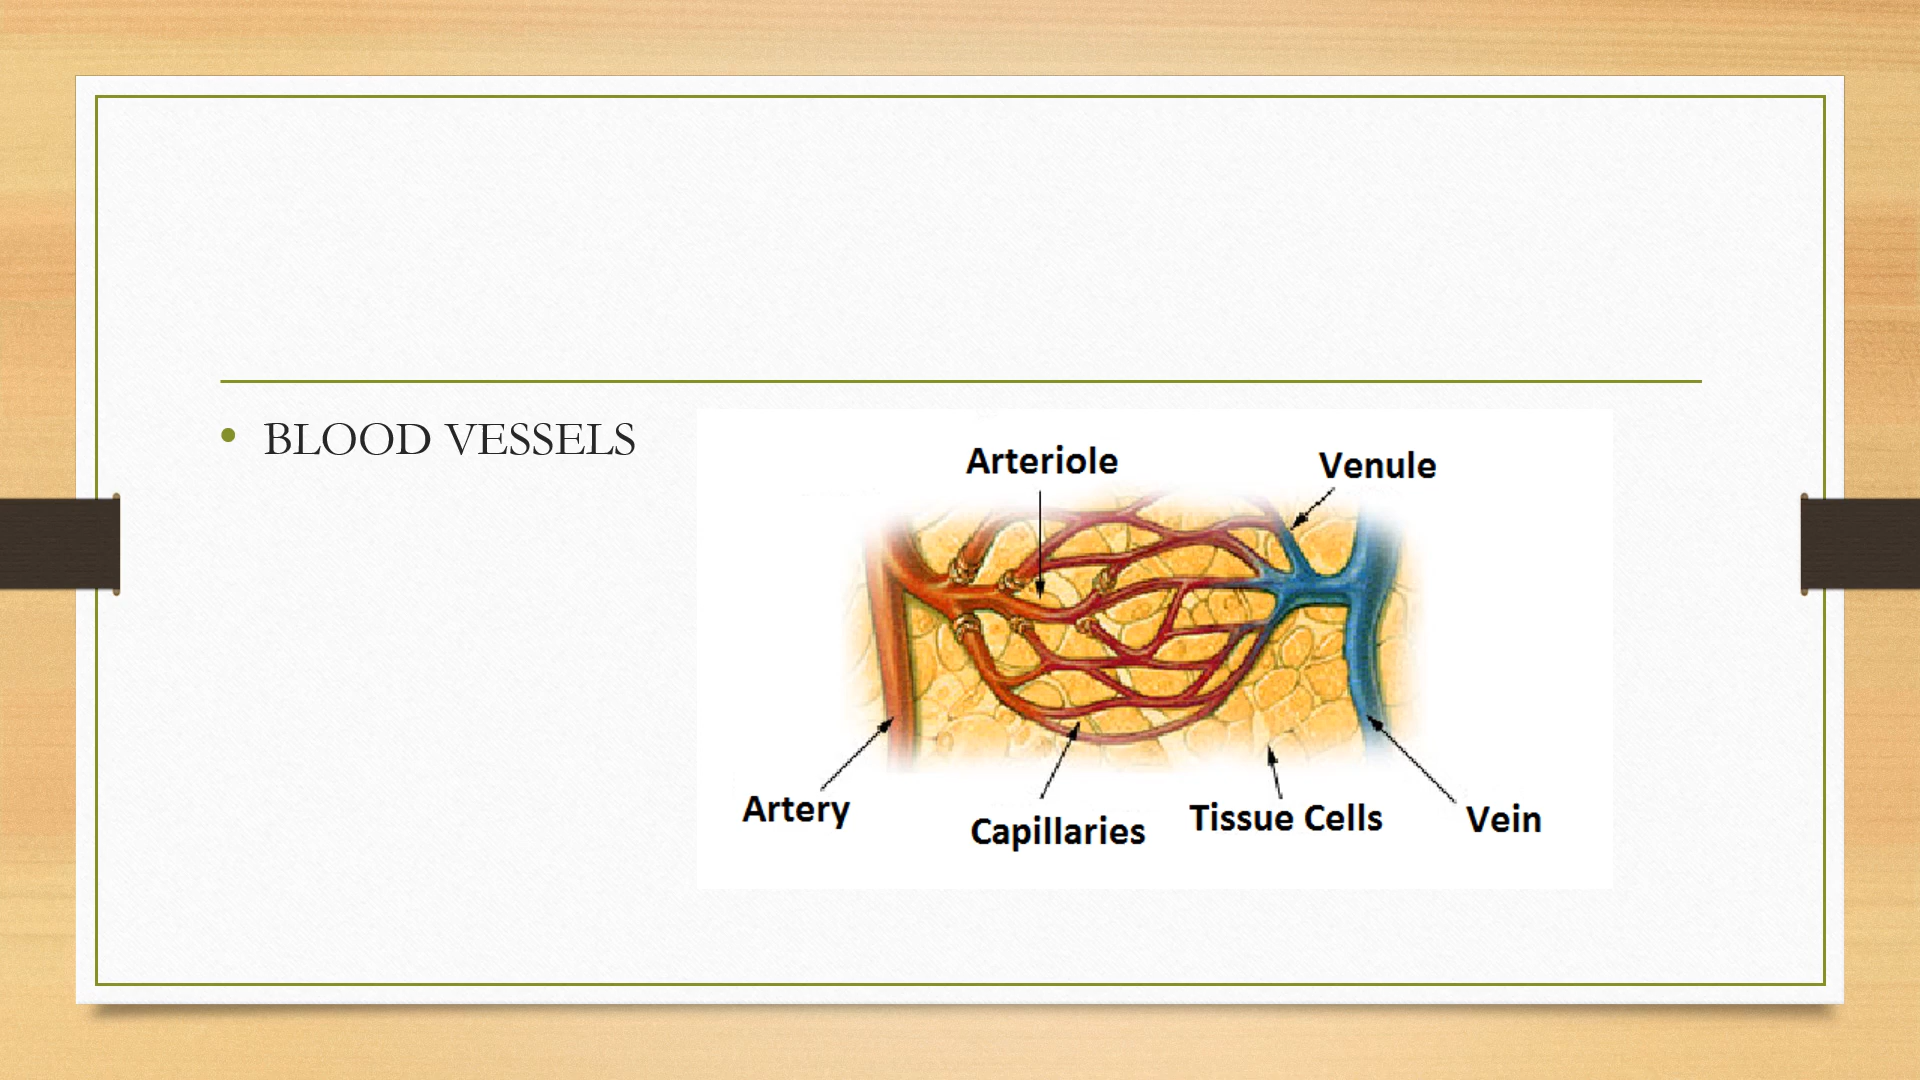 • BLOOD VESSELS
Arteriole
Venule
Artery
Capillaries
Tissue Cells
Vein